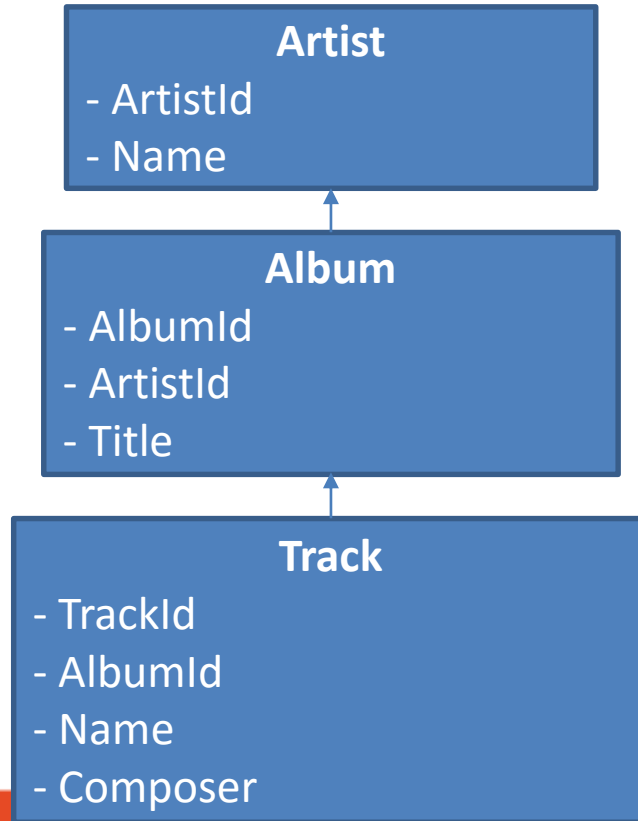 Artist
- ArtistId
- Name
Album
- AlbumId
- ArtistId
- Title
Track
- TrackId
- AlbumId
- Name
- Composer